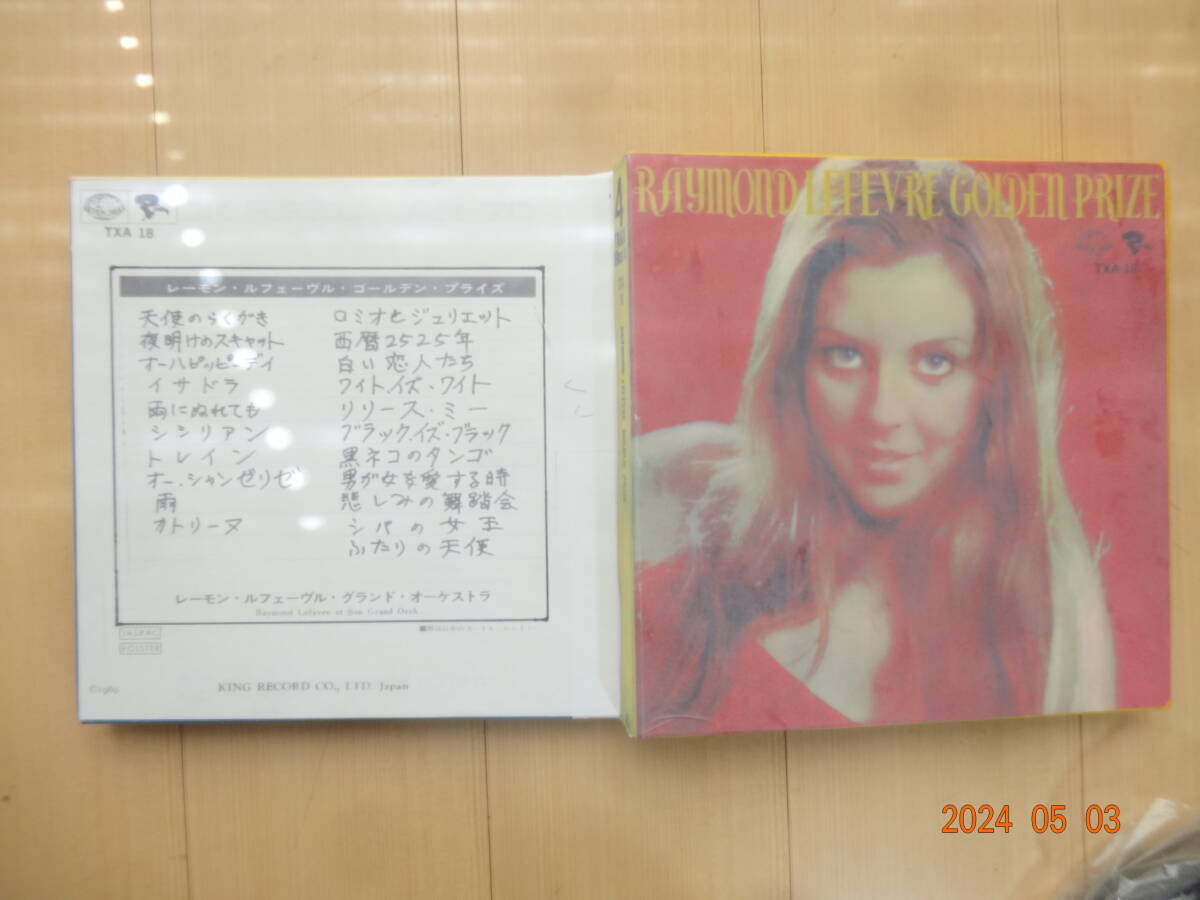 TXA 18
レーモン・ルフェーヴル・ゴールデン・プライズ
天使のらくがき
夜明けのスキャット
オーハピッピーデイ
イサドラ
雨にぬれても
シシリアン
トレイン
オー、シャンゼリゼ
雨
カトリーヌ
ロミオとジュリエット
西暦2525年
白い恋人たち
ワイト、イズ・ワイト
リリース・ミー
ブラック、イズ・ブラック
黒ネコのタンゴ
男が女を愛する時
悲しみの舞踏会
シバの女王
ふたりの天使
レーモン・ルフェーヴル・グランド・オーケストラ
Raymond Lefevre et Son Grand Orch.
JASRAC
POLSTER
©1969
KING RECORD CO., LTD. Japan
4
RAYMOND LEFEVRE GOLDEN PRIZE
TXA 18
2024 05 03